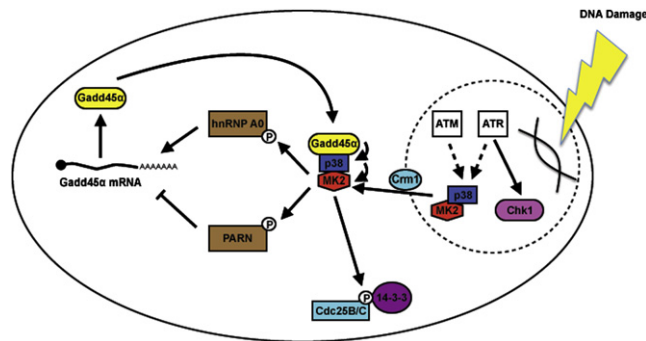 DNA Damage
Gadd45α
hnRNP A0
P
Gadd45α
p38
MK2
ATM
ATR
Crm1
p38
MK2
Chk1
AAAAAAA
Gadd45α mRNA
P
PARN
P
14-3-3
Cdc25B/C